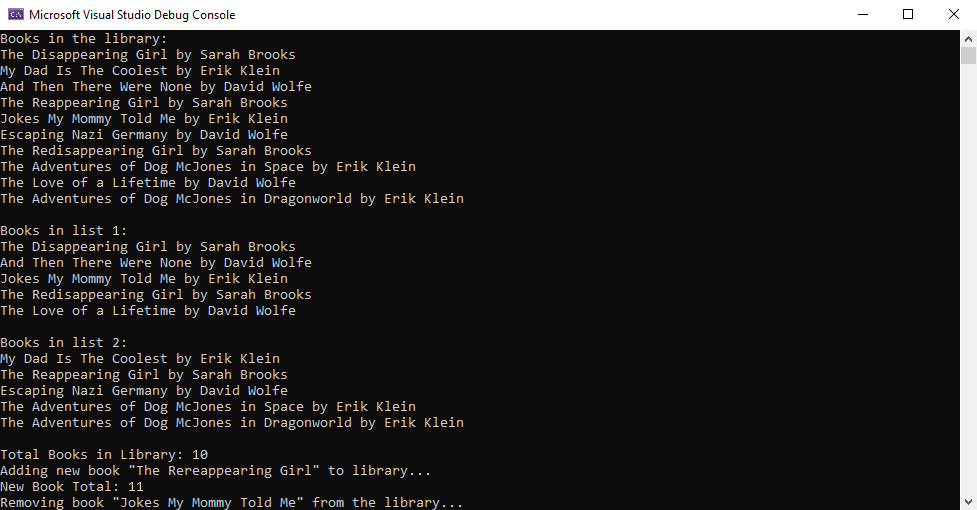 Microsoft Visual Studio Debug Console
Books in the library:
The Disappearing Girl by Sarah Brooks
My Dad Is The Coolest by Erik Klein
And Then There Were None by David Wolfe
The Reappearing Girl by Sarah Brooks
Jokes My Mommy Told Me by Erik Klein
Escaping Nazi Germany by David Wolfe
The Redisappearing Girl by Sarah Brooks
The Adventures of Dog McJones in Space by Erik Klein
The Love of a Lifetime by David Wolfe
The Adventures of Dog McJones in Dragonworld by Erik Klein

Books in list 1:
The Disappearing Girl by Sarah Brooks
And Then There Were None by David Wolfe
Jokes My Mommy Told Me by Erik Klein
The Redisappearing Girl by Sarah Brooks
The Love of a Lifetime by David Wolfe

Books in list 2:
My Dad Is The Coolest by Erik Klein
The Reappearing Girl by Sarah Brooks
Escaping Nazi Germany by David Wolfe
The Adventures of Dog McJones in Space by Erik Klein
The Adventures of Dog McJones in Dragonworld by Erik Klein

Total Books in Library: 10
Adding new book "The Rereappearing Girl" to library...
New Book Total: 11
Removing book "Jokes My Mommy Told Me" from the library...